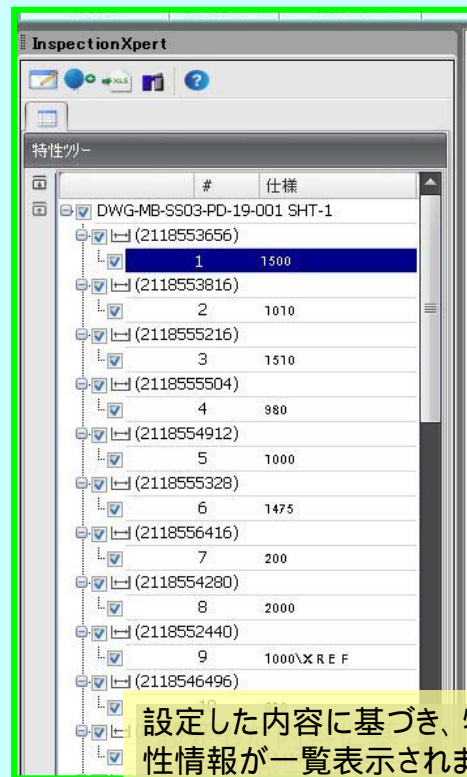 InspectionXpert
特性ツリー
# 仕様
DWG-MB-SS03-PD-19-001 SHT-1
(2118553656)
1 1500
(2118553816)
2 1010
(2118555216)
3 1510
(2118555504)
4 980
(2118554912)
5 1000
(2118555328)
6 1475
(2118556416)
7 200
(2118554280)
8 2000
(2118552440)
9 1000\XREF
(2118546496)
設定した内容に基づき、特
性情報が一覧表示されま